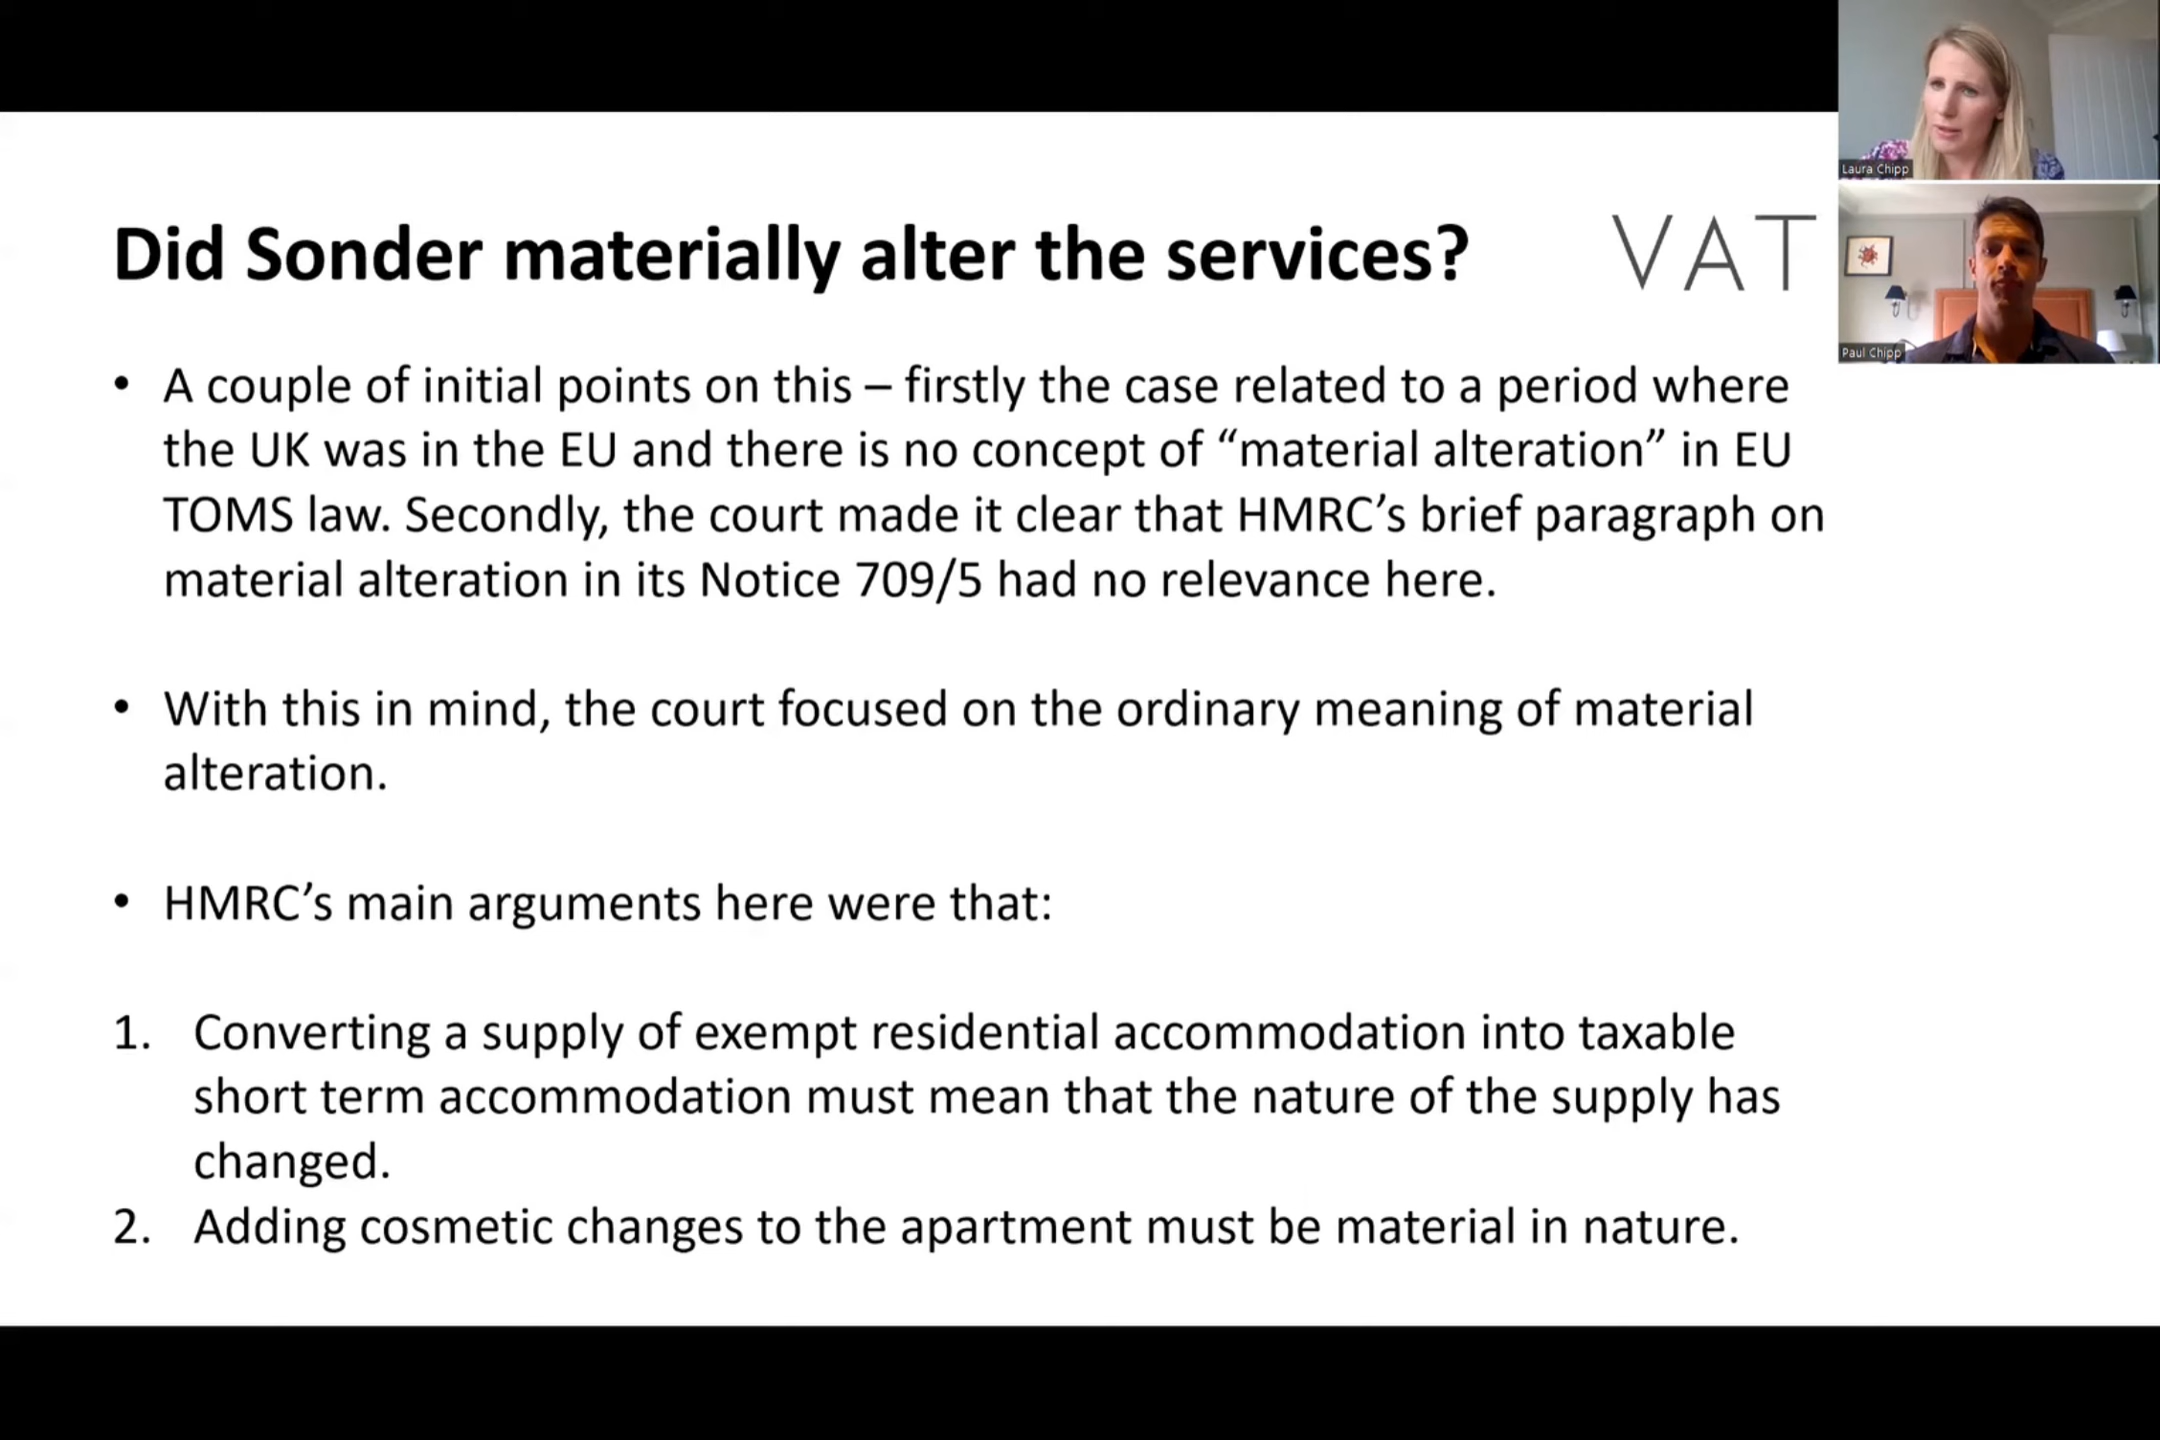 Did Sonder materially alter the services?
VAT
Laura Chipp
Paul Chipp
• A couple of initial points on this – firstly the case related to a period where
the UK was in the EU and there is no concept of “material alteration” in EU
TOMS law. Secondly, the court made it clear that HMRC’s brief paragraph on
material alteration in its Notice 709/5 had no relevance here.
• With this in mind, the court focused on the ordinary meaning of material
alteration.
• HMRC’s main arguments here were that:
1. Converting a supply of exempt residential accommodation into taxable
short term accommodation must mean that the nature of the supply has
changed.
2. Adding cosmetic changes to the apartment must be material in nature.